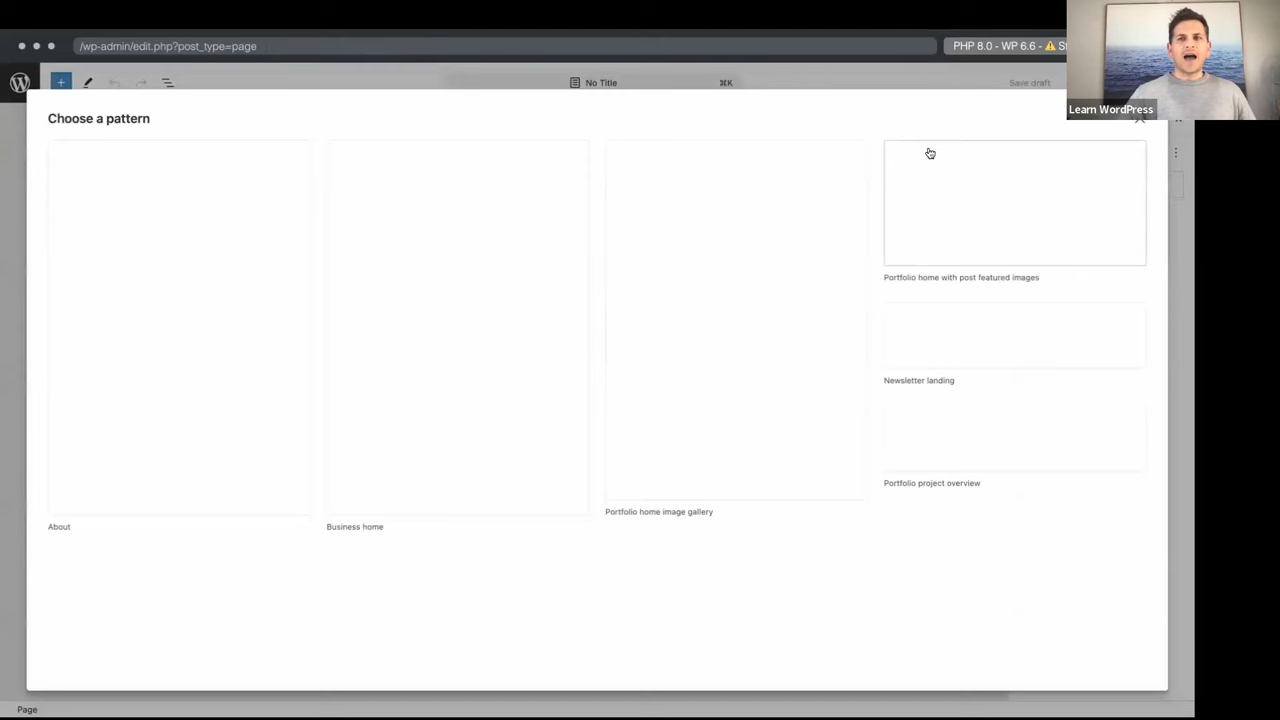 /wp-admin/edit.php?post_type=page
PHP 8.0 - WP 6.6 - ⚠ St
No Title
⌘K
Save draft
Learn WordPress
Choose a pattern
Portfolio home with post featured images
Newsletter landing
Portfolio project overview
Portfolio home image gallery
About
Business home
Page